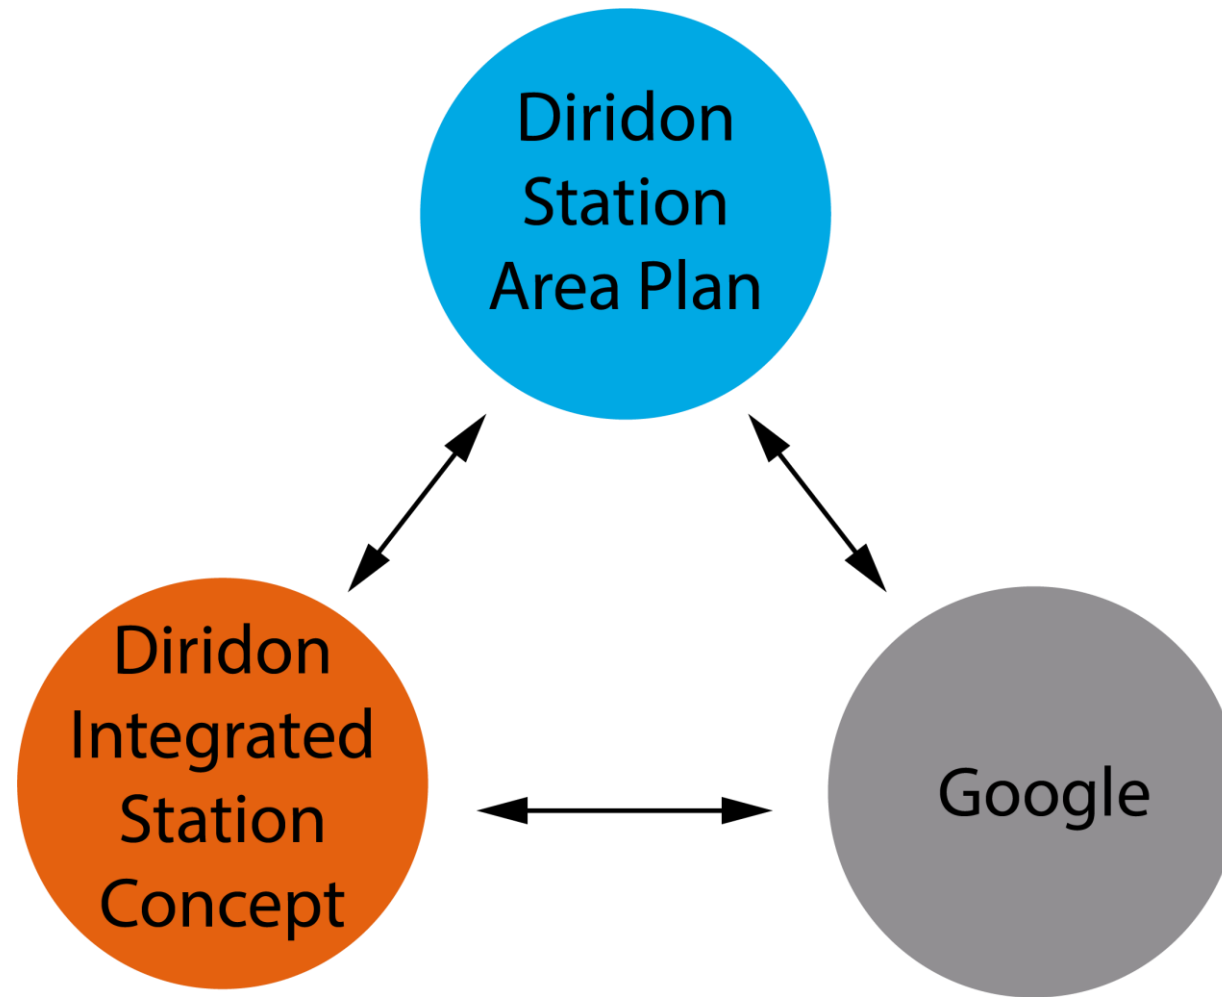 Diridon
Station
Area Plan
Diridon
Integrated
Station
Concept
Google